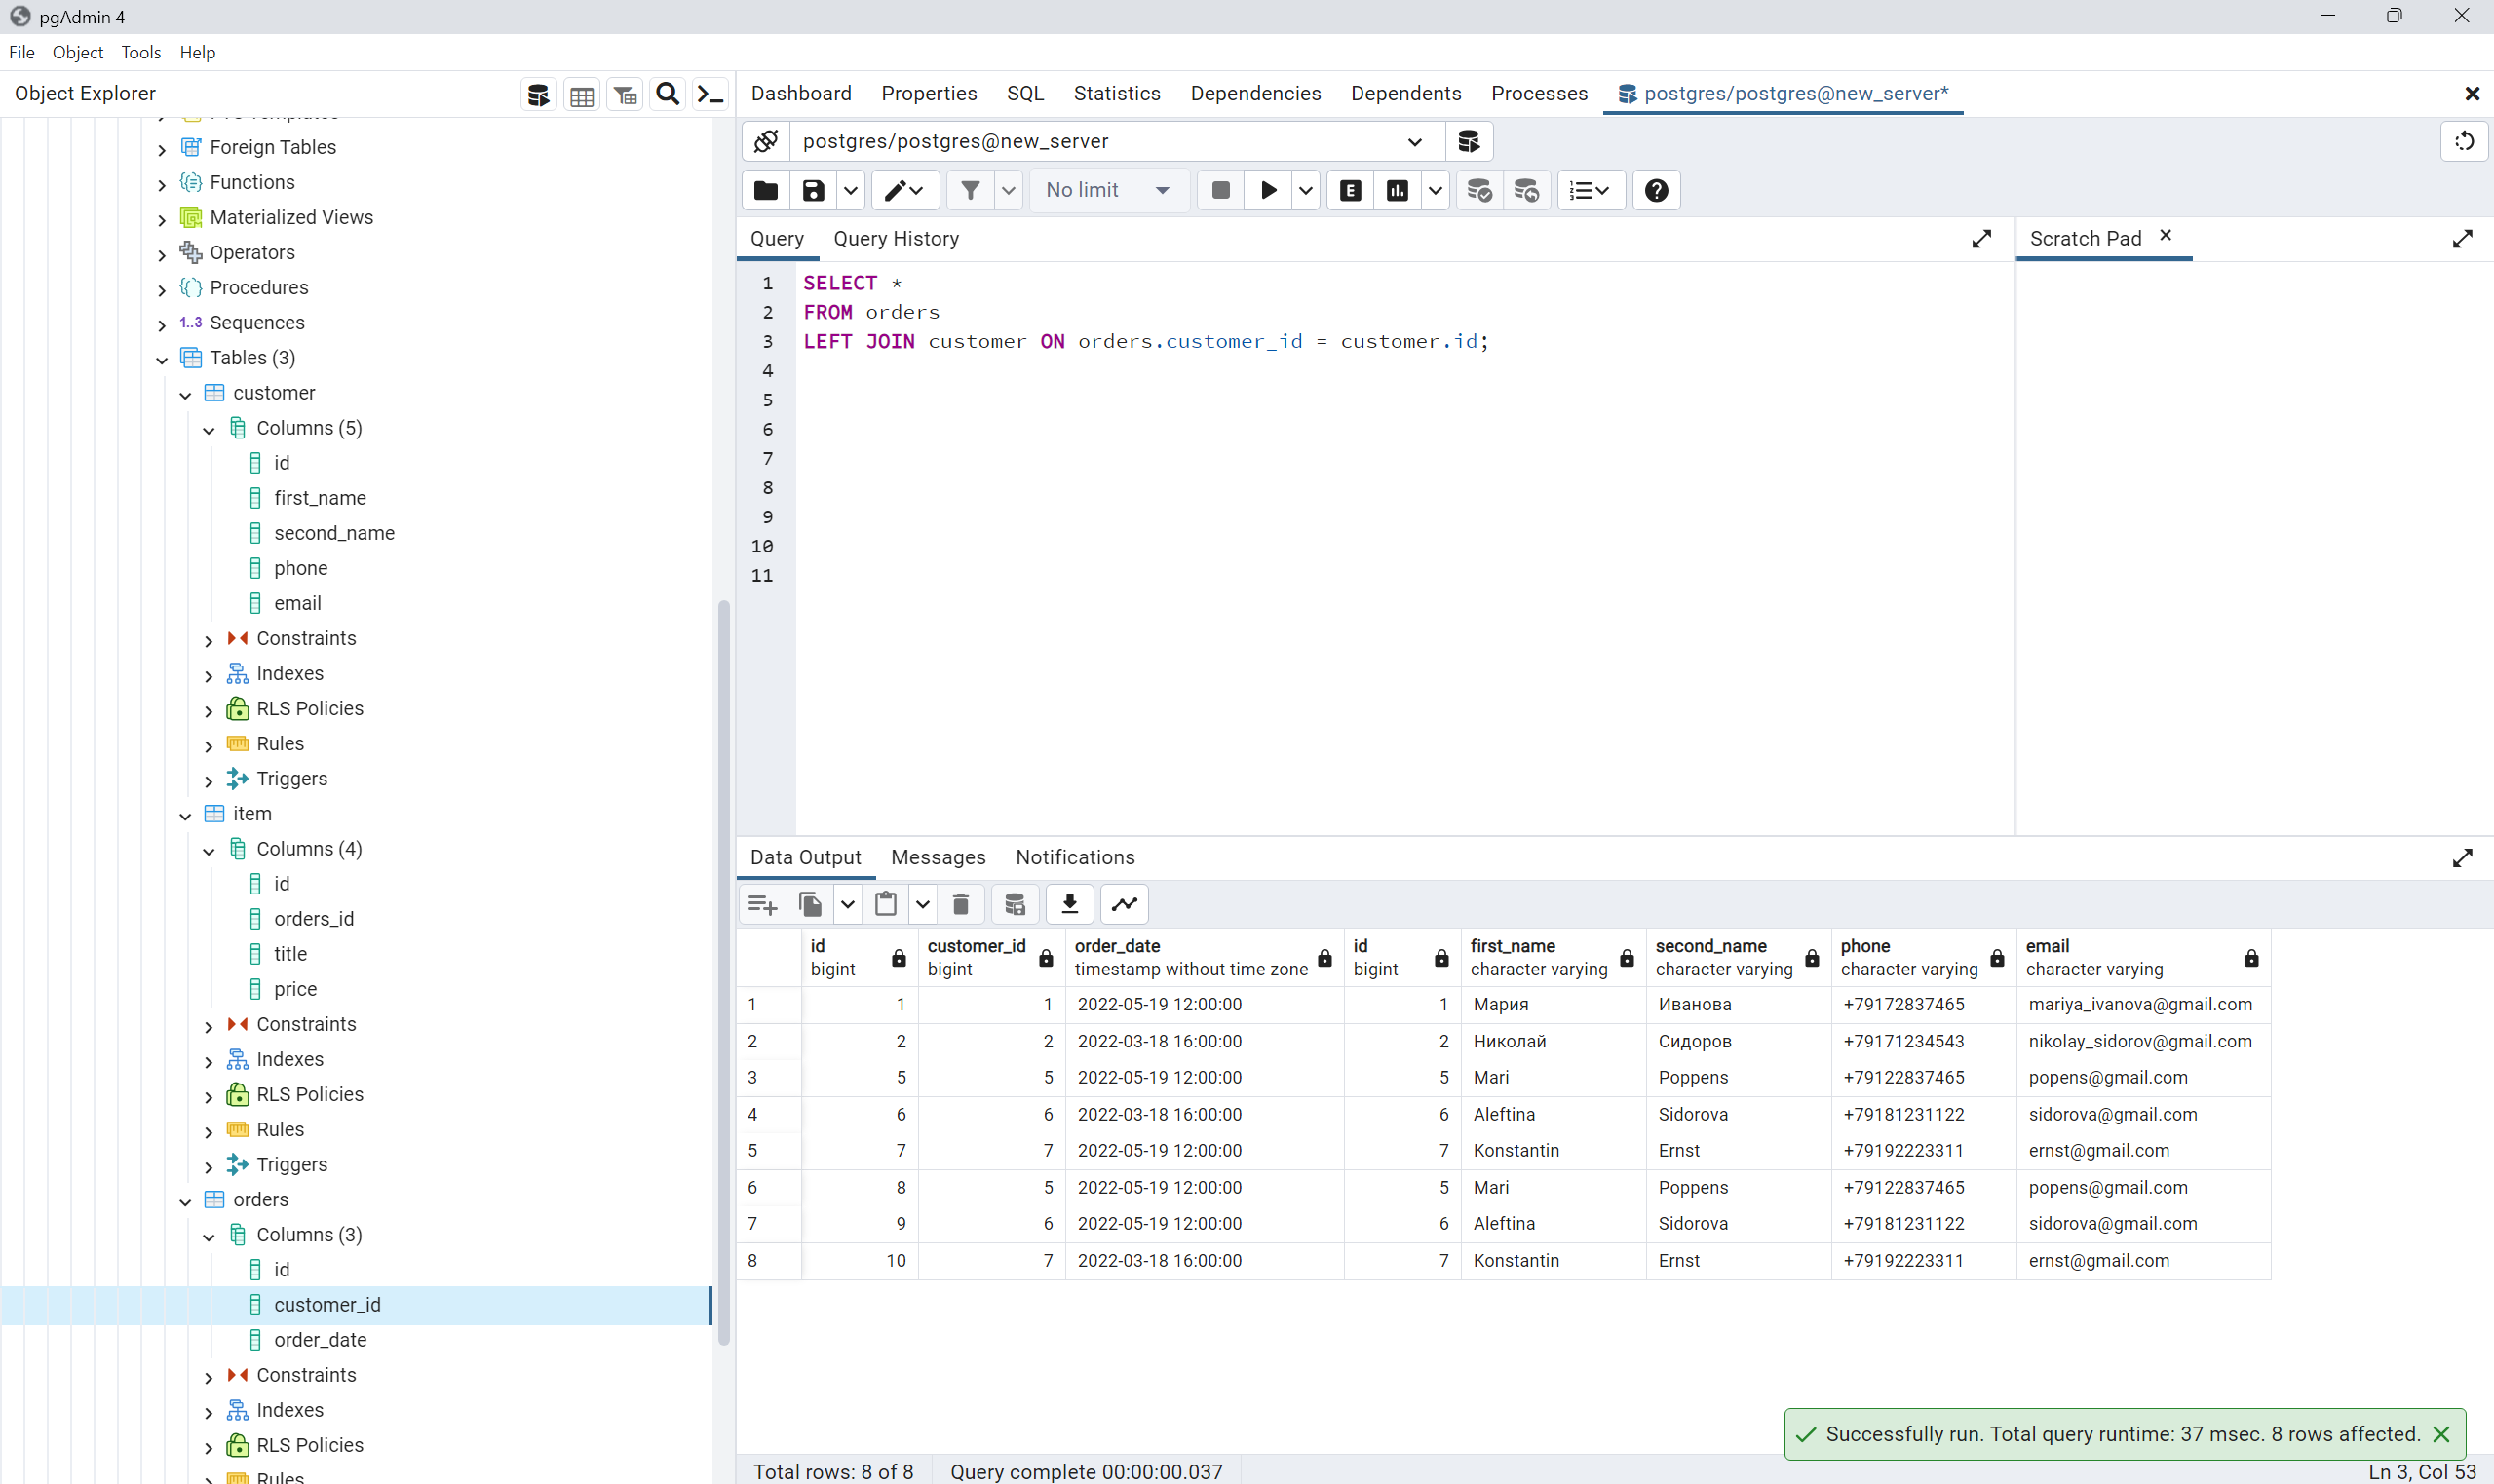 pgAdmin 4
File Object Tools Help
Object Explorer
Foreign Tables
Functions
Materialized Views
Operators
Procedures
1..3 Sequences
Tables (3)
customer
Columns (5)
id
first_name
second_name
phone
email
Constraints
Indexes
RLS Policies
Rules
Triggers
item
Columns (4)
id
orders_id
title
price
Constraints
Indexes
RLS Policies
Rules
Triggers
orders
Columns (3)
id
customer_id
order_date
Constraints
Indexes
RLS Policies
Rules
Dashboard Properties SQL Statistics Dependencies Dependents Processes postgres/postgres@new_server*
postgres/postgres@new_server
No limit E
Query Query History
Scratch Pad
1 SELECT *
2 FROM orders
3 LEFT JOIN customer ON orders.customer_id = customer.id;
4
5
6
7
8
9
10
11
Data Output Messages Notifications
id customer_id order_date id first_name second_name phone email
bigint bigint timestamp without time zone bigint character varying character varying character varying character varying
1 1 1 2022-05-19 12:00:00 1 Мария Иванова +79172837465 mariya_ivanova@gmail.com
2 2 2 2022-03-18 16:00:00 2 Николай Сидоров +79171234543 nikolay_sidorov@gmail.com
3 5 5 2022-05-19 12:00:00 5 Mari Poppens +79122837465 popens@gmail.com
4 6 6 2022-03-18 16:00:00 6 Aleftina Sidorova +79181231122 sidorova@gmail.com
5 7 7 2022-05-19 12:00:00 7 Konstantin Ernst +79192223311 ernst@gmail.com
6 8 5 2022-05-19 12:00:00 5 Mari Poppens +79122837465 popens@gmail.com
7 9 6 2022-05-19 12:00:00 6 Aleftina Sidorova +79181231122 sidorova@gmail.com
8 10 7 2022-03-18 16:00:00 7 Konstantin Ernst +79192223311 ernst@gmail.com
Successfully run. Total query runtime: 37 msec. 8 rows affected.
Total rows: 8 of 8 Query complete 00:00:00.037 Ln 3, Col 53